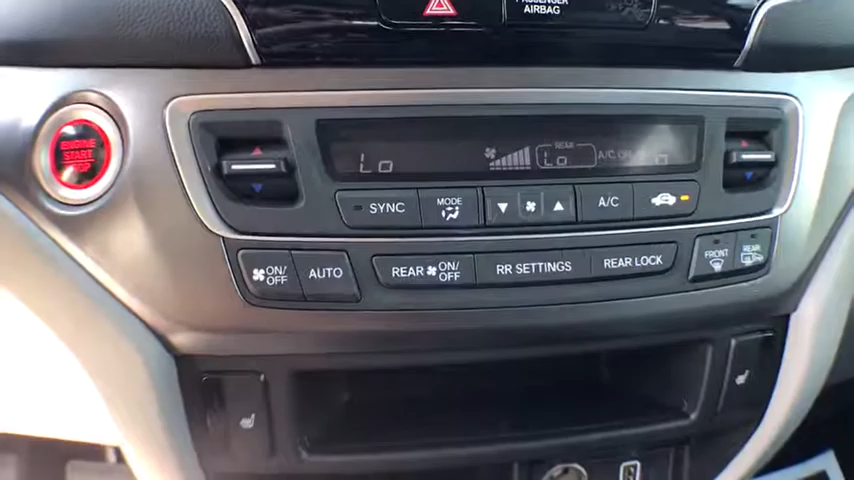 PASSENGER
AIRBAG
ENGINE
START
STOP
REAR
Lo Lo A/C Lo
SYNC MODE A/C
ON/OFF AUTO REAR ON/OFF RR SETTINGS REAR LOCK FRONT REAR